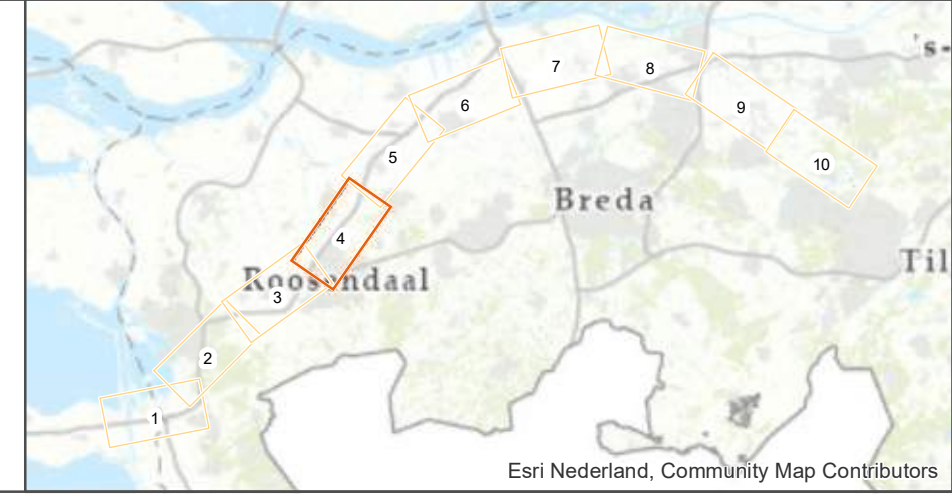 's-
7
8
6
9
5
10
Breda
4
Til
Roosendaal
3
2
1
Esri Nederland, Community Map Contributors